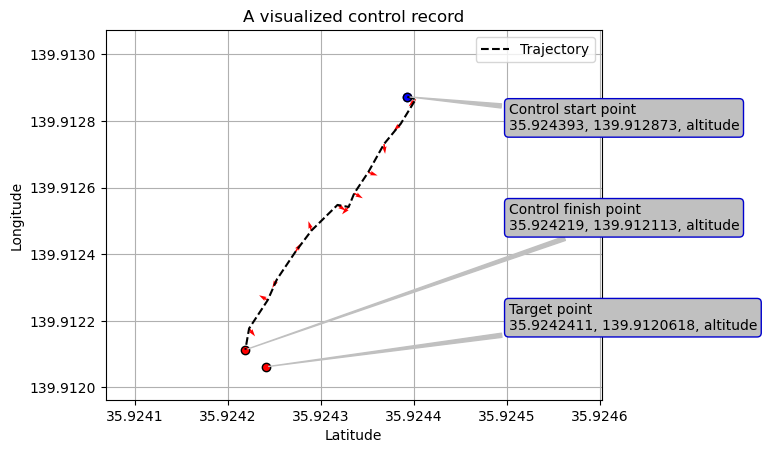 A visualized control record
Trajectory
139.9130
139.9128
139.9126
139.9124
139.9122
139.9120
Longitude
Control start point
35.924393, 139.912873, altitude
Control finish point
35.924219, 139.912113, altitude
Target point
35.9242411, 139.9120618, altitude
35.9241 35.9242 35.9243 35.9244 35.9245 35.9246
Latitude